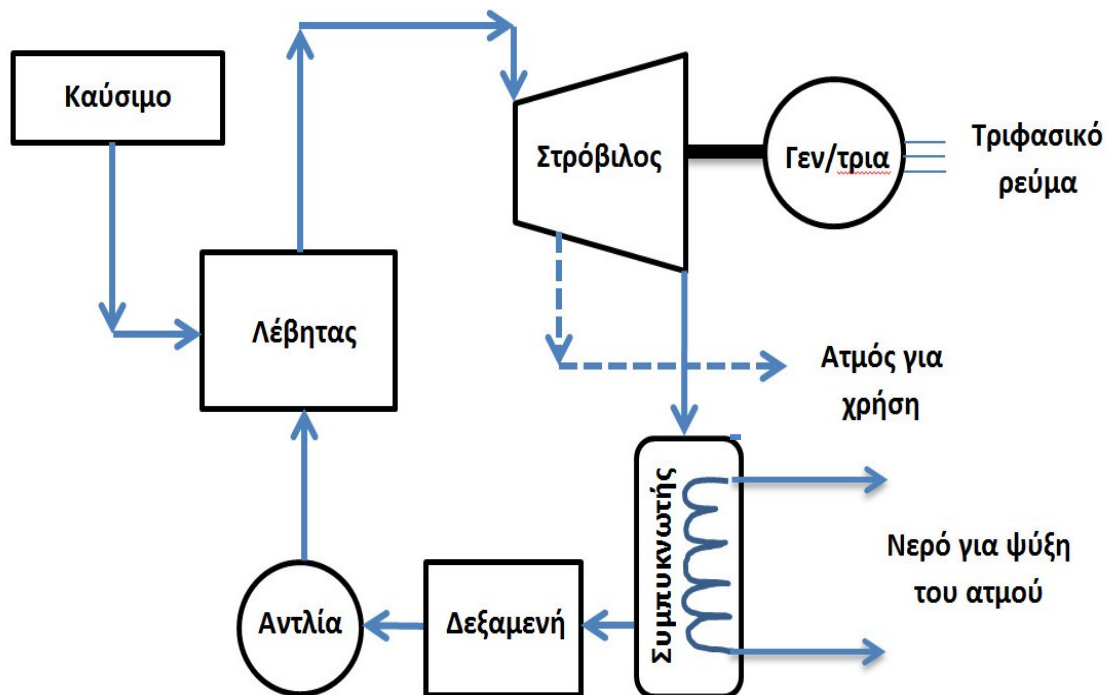 Καύσιμο
Στρόβιλος
Γεν/τρια
Τριφασικό
ρεύμα
Λέβητας
Ατμός για
χρήση
Συμπυκνωτής
Νερό για ψύξη
του ατμού
Αντλία
Δεξαμενή